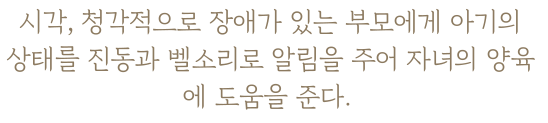 시각, 청각적으로 장애가 있는 부모에게 아기의
상태를 진동과 벨소리로 알림을 주어 자녀의 양육
에 도움을 준다.